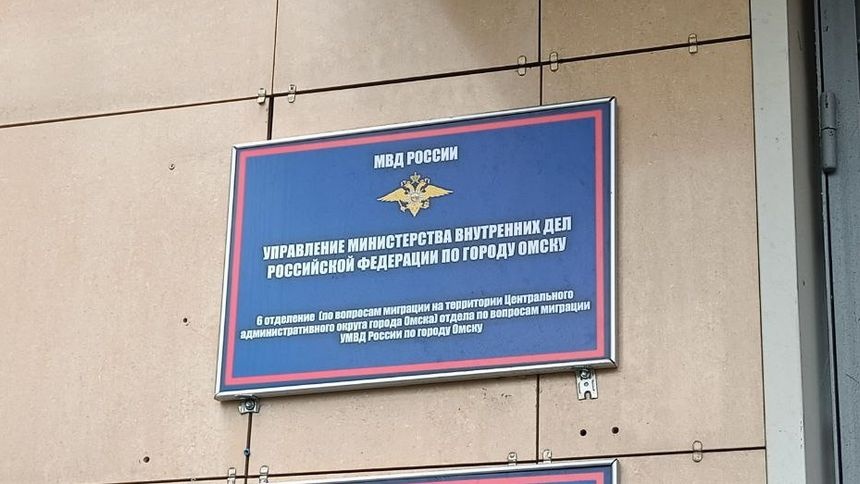 МВД РОССИИ
УПРАВЛЕНИЕ МИНИСТЕРСТВА ВНУТРЕННИХ ДЕЛ
РОССИЙСКОЙ ФЕДЕРАЦИИ ПО ГОРОДУ ОМСКУ
6 отделение (по вопросам миграции на территории Центрального
административного округа города Омска) отдела по вопросам миграции
УМВД России по городу Омску